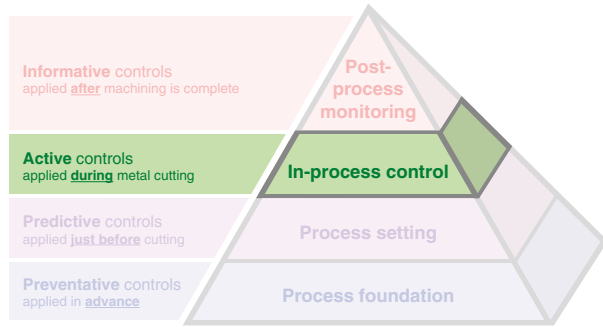 Informative controls
applied after machining is complete
Post-
process
monitoring
Active controls
applied during metal cutting
In-process control
Predictive controls
applied just before cutting
Process setting
Preventative controls
applied in advance
Process foundation